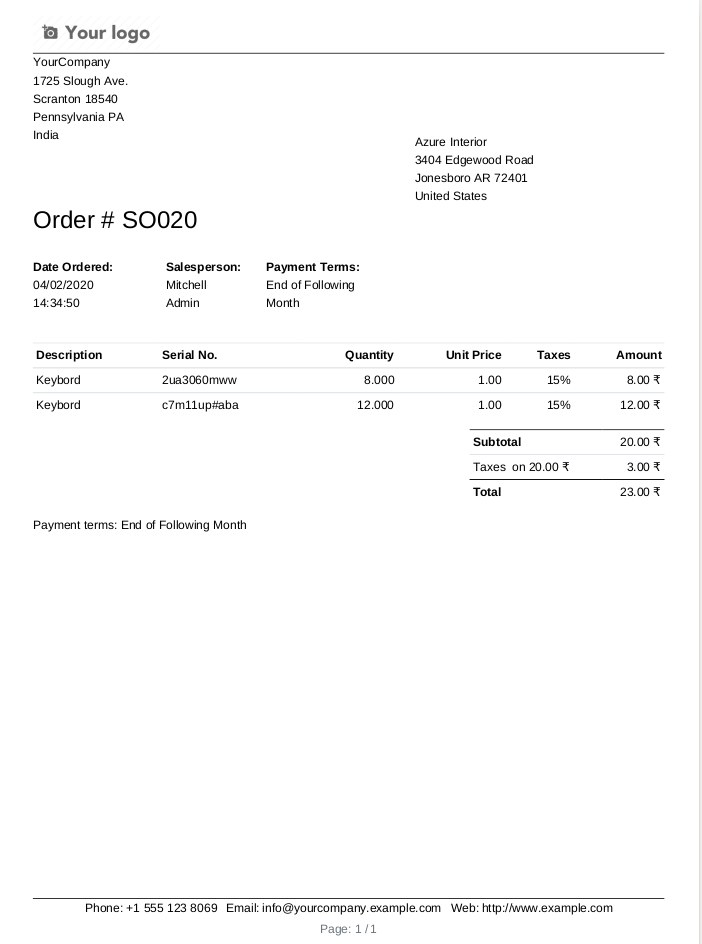 Your logo
YourCompany
1725 Slough Ave.
Scranton 18540
Pennsylvania PA
India
Azure Interior
3404 Edgewood Road
Jonesboro AR 72401
United States
Order # SO020
Date Ordered: Salesperson: Payment Terms:
04/02/2020 Mitchell End of Following
14:34:50 Admin Month
Description Serial No. Quantity Unit Price Taxes Amount
Keybord 2ua3060mww 8.000 1.00 15% 8.00 ₹
Keybord c7m11up#aba 12.000 1.00 15% 12.00 ₹
Subtotal 20.00 ₹
Taxes on 20.00 ₹ 3.00 ₹
Total 23.00 ₹
Payment terms: End of Following Month
Phone: +1 555 123 8069 Email: info@yourcompany.example.com Web: http://www.example.com
Page: 1 / 1